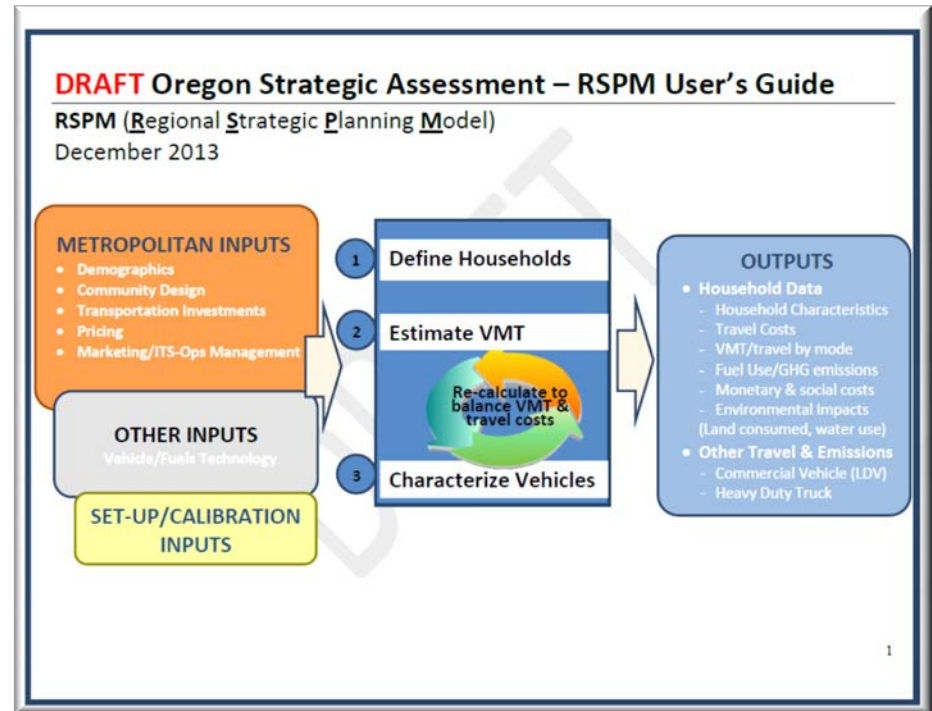 DRAFT Oregon Strategic Assessment – RSPM User's Guide
RSPM (Regional Strategic Planning Model)
December 2013
METROPOLITAN INPUTS
• Demographics
• Community Design
• Transportation Investments
• Pricing
• Marketing/ITS-Ops Management
OTHER INPUTS
Vehicle/Fuels Technology
SET-UP/CALIBRATION
INPUTS
1 Define Households
2 Estimate VMT
Re-calculate to
balance VMT &
travel costs
3 Characterize Vehicles
OUTPUTS
• Household Data
- Household Characteristics
- Travel Costs
- VMT/travel by mode
- Fuel Use/GHG emissions
- Monetary & social costs
- Environmental Impacts
(Land consumed, water use)
• Other Travel & Emissions
- Commercial Vehicle (LDV)
- Heavy Duty Truck
DRAFT
1